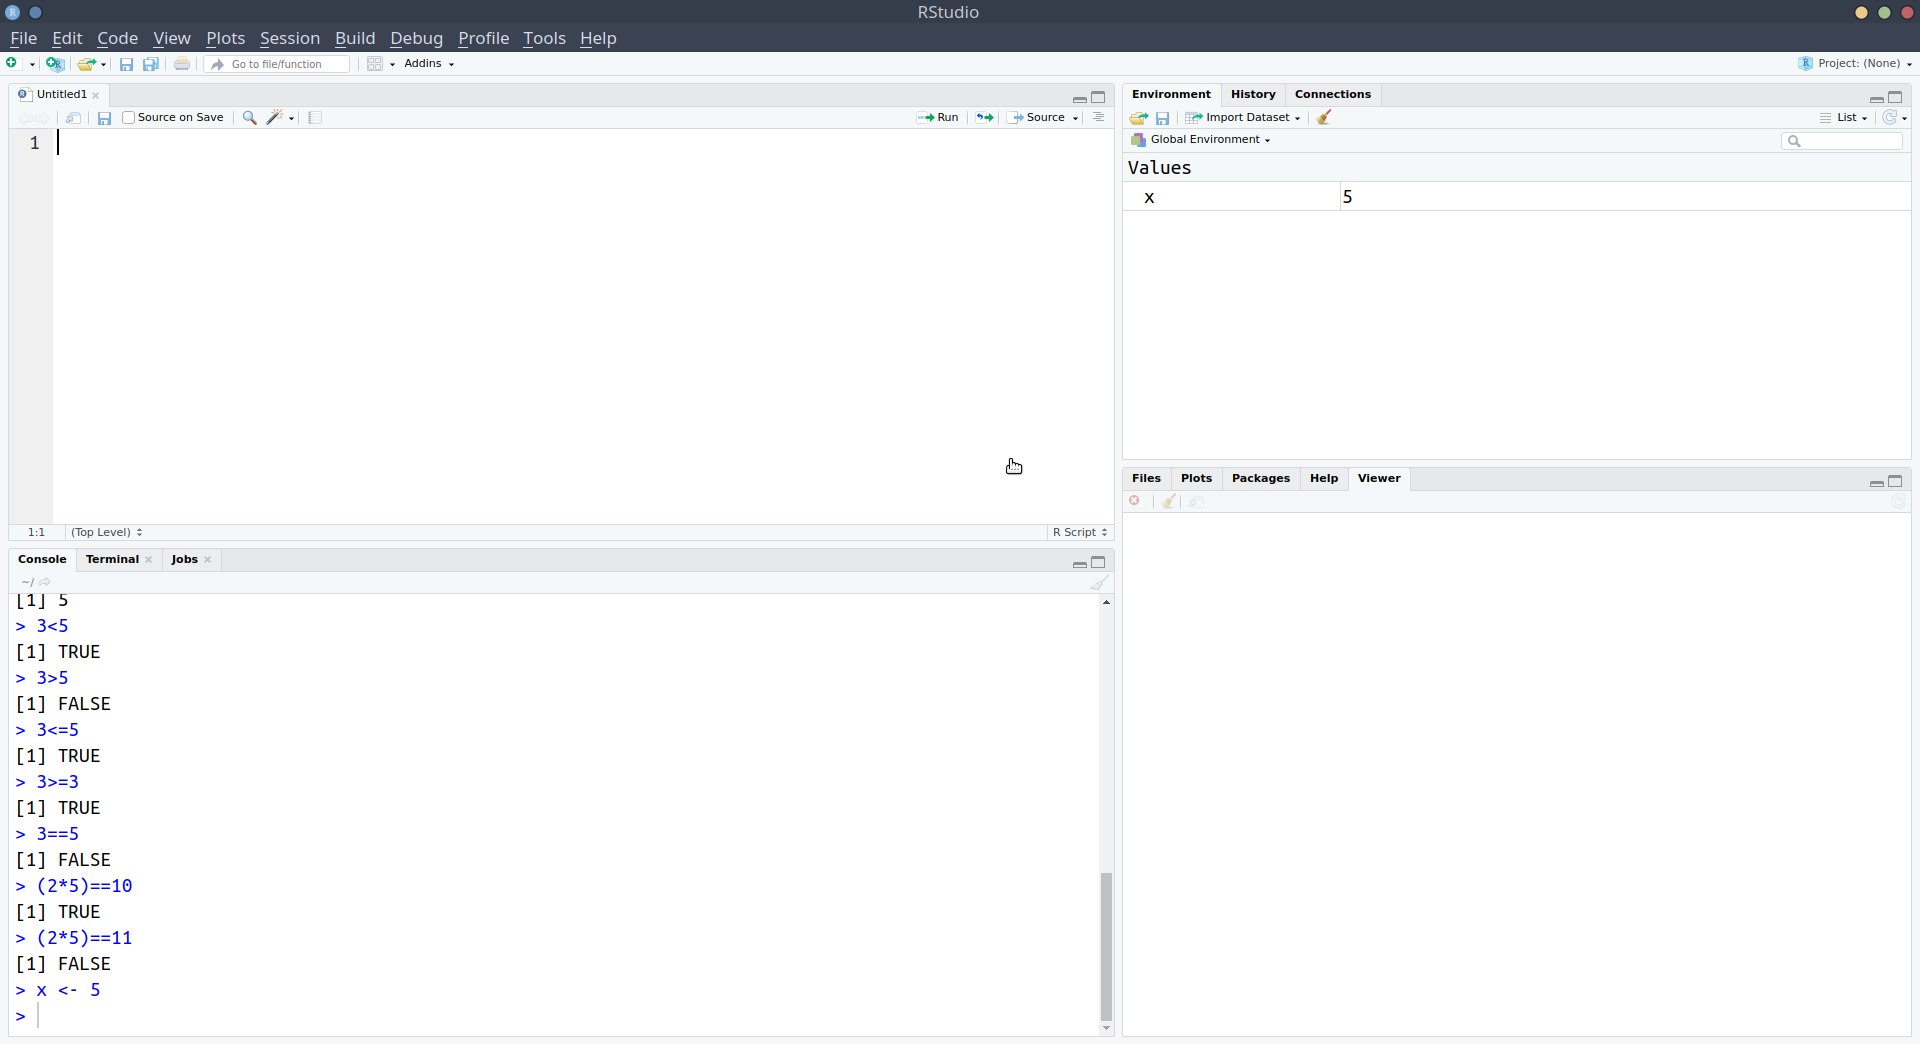 RStudio
File Edit Code View Plots Session Build Debug Profile Tools Help
Go to file/function Addins Project: (None)
Untitled1
Source on Save Run Source
1
1:1 (Top Level) R Script
Console Terminal Jobs
~/
[1] 5
> 3<5
[1] TRUE
> 3>5
[1] FALSE
> 3<=5
[1] TRUE
> 3>=3
[1] TRUE
> 3==5
[1] FALSE
> (2*5)==10
[1] TRUE
> (2*5)==11
[1] FALSE
> x <- 5
>
Environment History Connections
Import Dataset List
Global Environment
Values
x 5
Files Plots Packages Help Viewer